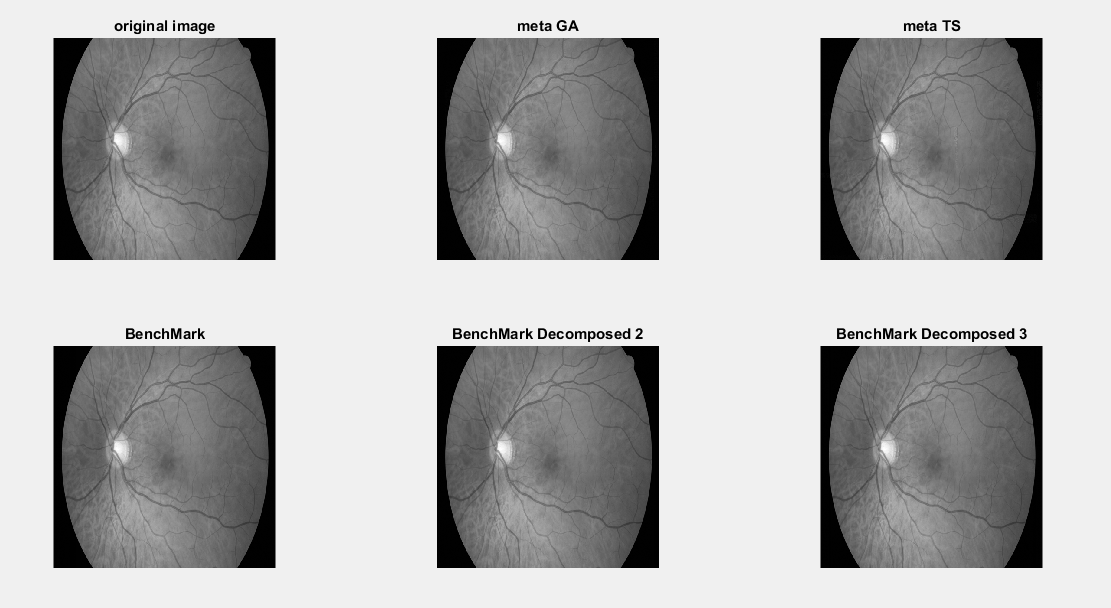 original image
meta GA
meta TS
BenchMark
BenchMark Decomposed 2
BenchMark Decomposed 3